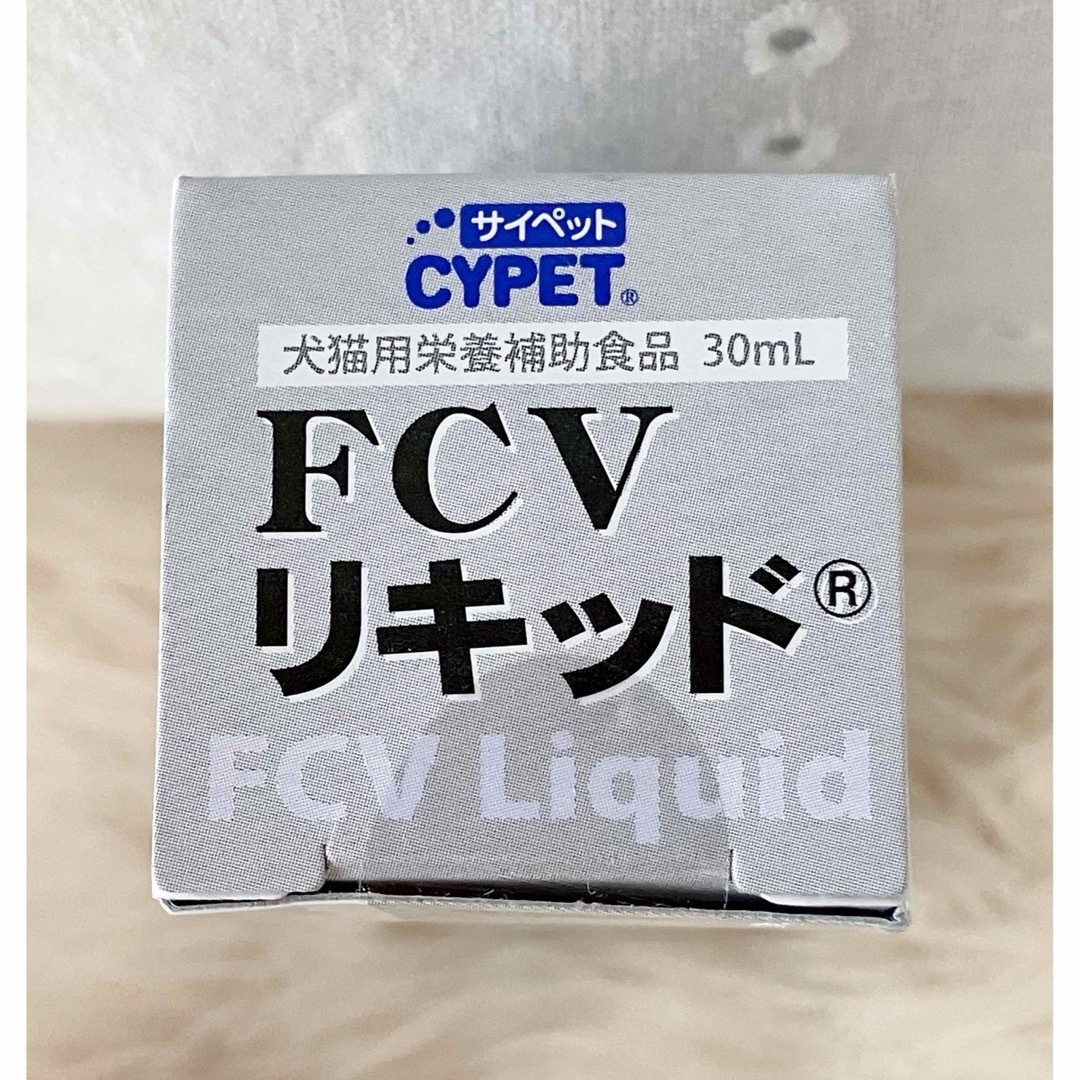 サイペット
CYPET®
犬猫用栄養補助食品 30mL
FCV
リキッド®
FCV Liquid